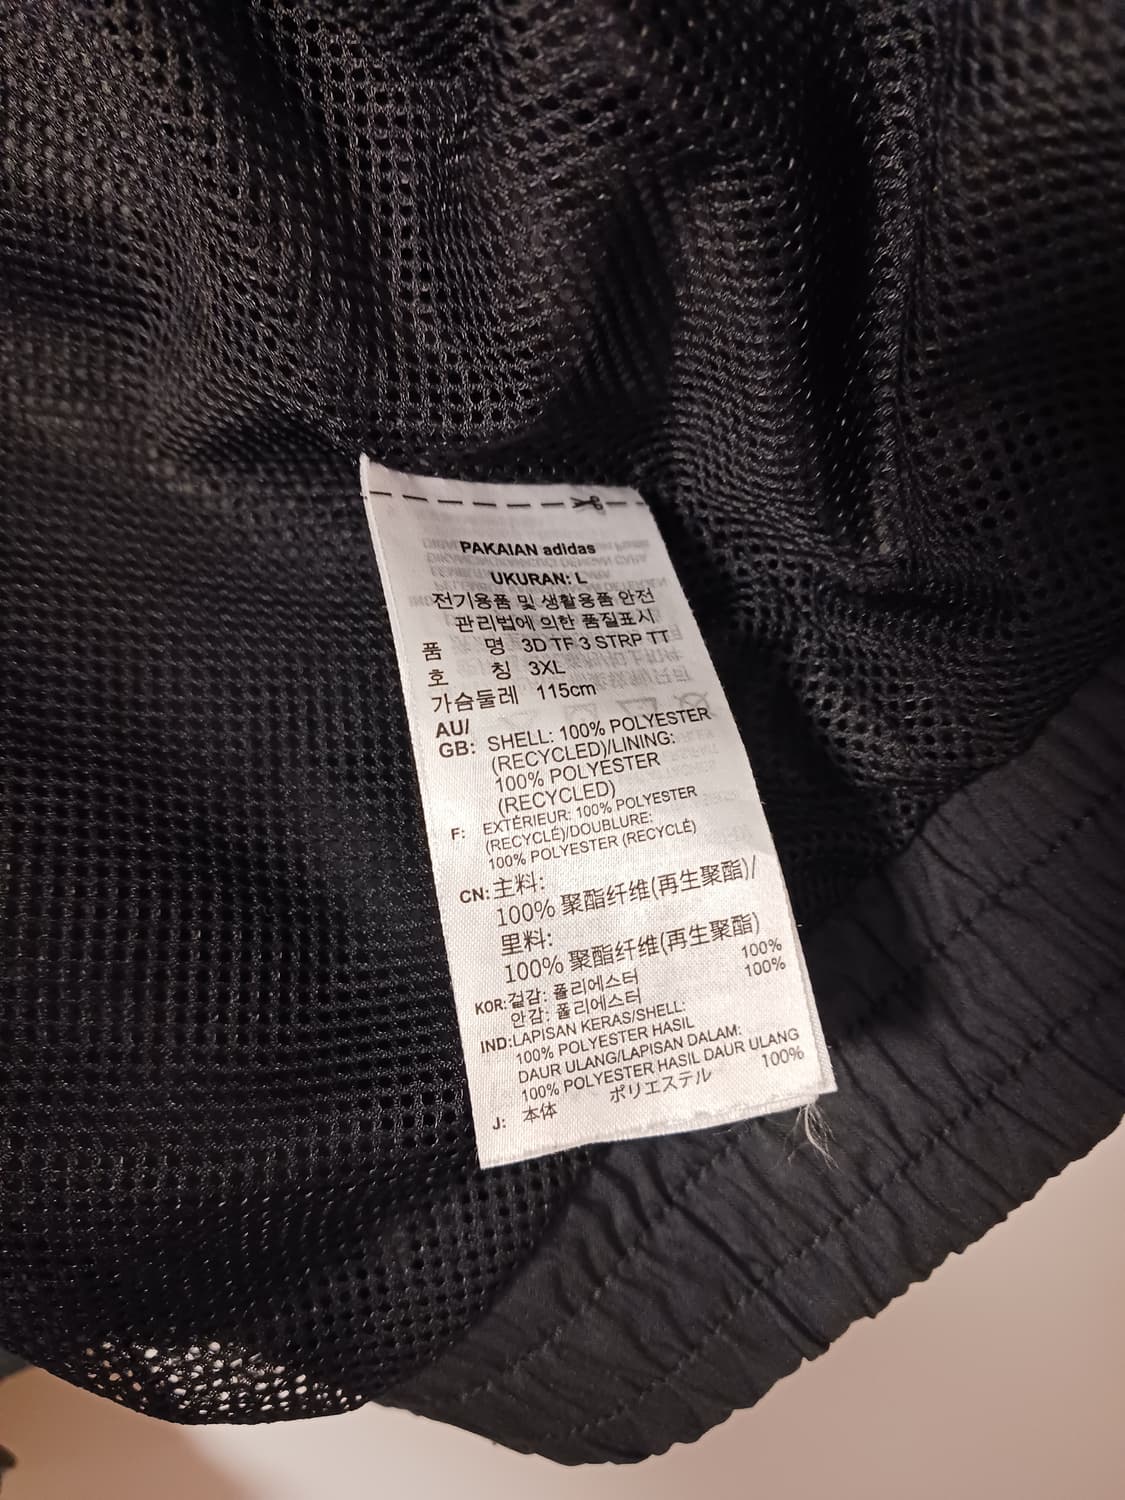 PAKAIAN adidas
UKURAN: L
전기용품 및 생활용품 안전
관리법에 의한 품질표시
품 명 3D TF 3 STRP TT
호 칭 3XL
가슴둘레 115cm
AU/
GB: SHELL: 100% POLYESTER
(RECYCLED)/LINING:
100% POLYESTER
(RECYCLED)
F: EXTÉRIEUR: 100% POLYESTER
(RECYCLÉ)/DOUBLURE:
100% POLYESTER (RECYCLÉ)
CN: 主料:
100% 聚酯纤维(再生聚酯)/
里料:
100% 聚酯纤维(再生聚酯)
KOR: 겉감: 폴리에스터 100%
안감: 폴리에스터 100%
IND: LAPISAN KERAS/SHELL:
100% POLYESTER HASIL
DAUR ULANG/LAPISAN DALAM:
100% POLYESTER HASIL DAUR ULANG
J: 本体 ポリエステル 100%